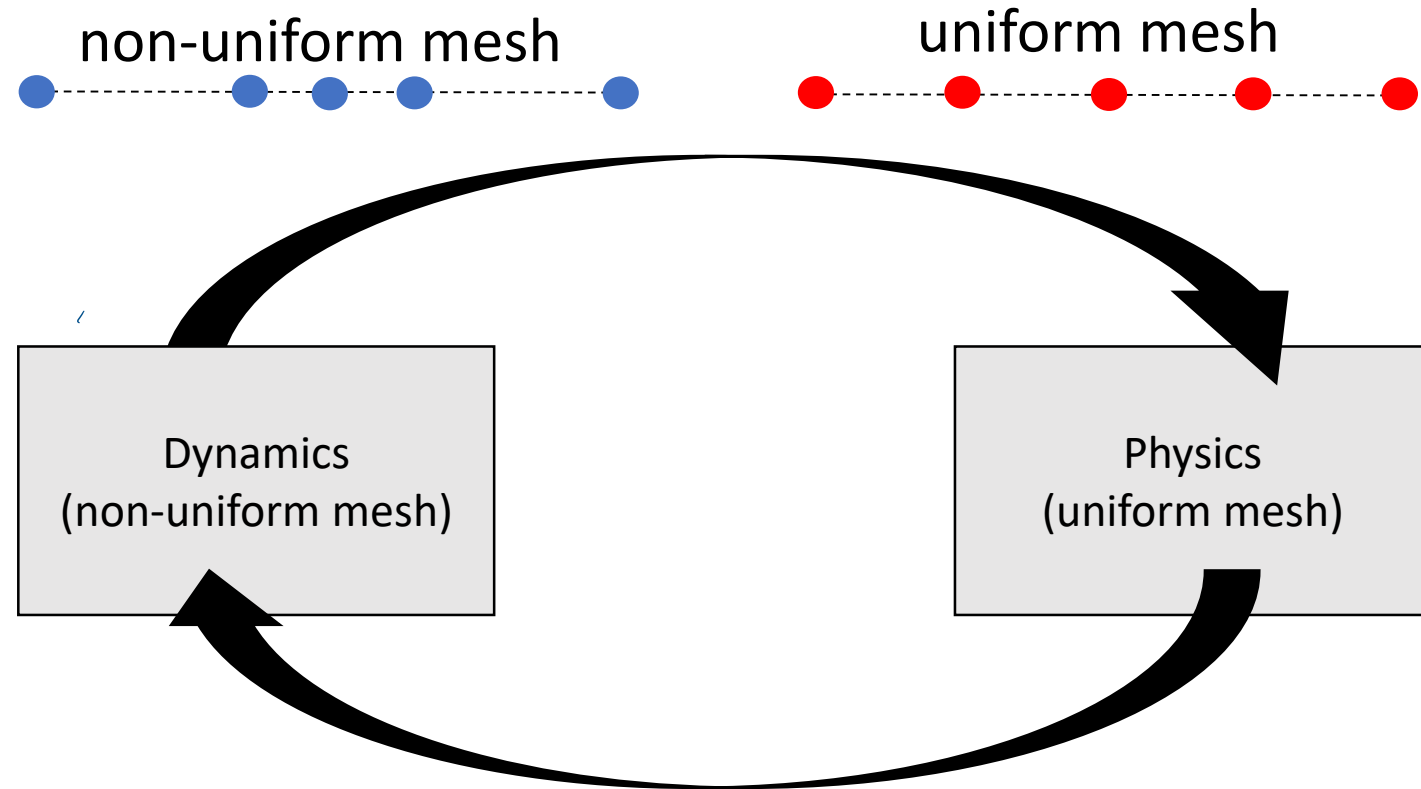 non-uniform mesh
uniform mesh
Dynamics
(non-uniform mesh)
Physics
(uniform mesh)